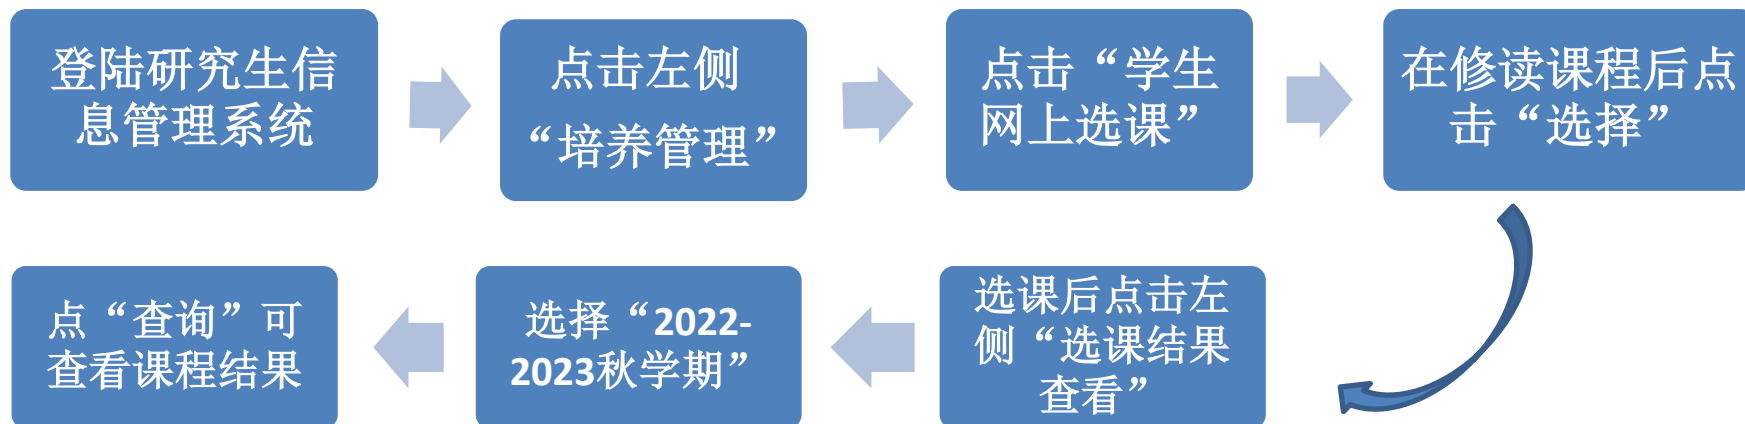 登陆研究生信
息管理系统
点击左侧
“培养管理”
点击“学生
网上选课”
在修读课程后点
击“选择”
选课后点击左
侧“选课结果
查看”
选择“2022-
2023秋学期”
点“查询”可
查看课程结果